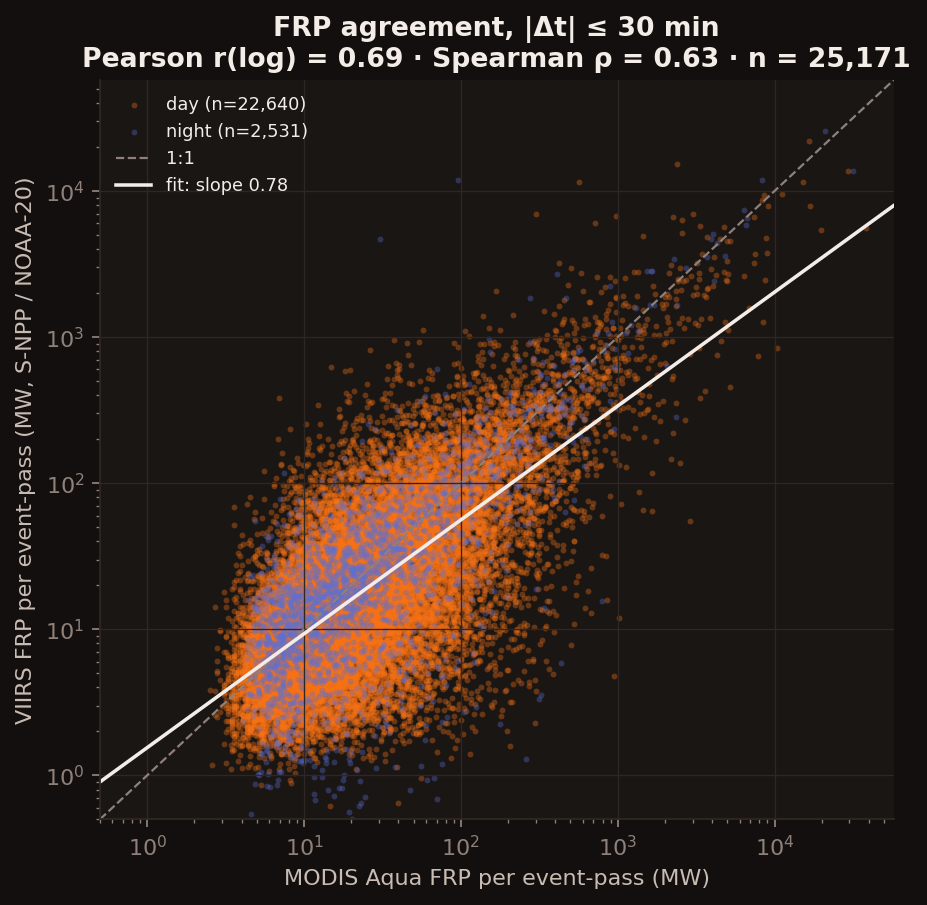 FRP agreement, |Δt| ≤ 30 min
Pearson r(log) = 0.69 · Spearman ρ = 0.63 · n = 25,171
day (n=22,640)
night (n=2,531)
1:1
fit: slope 0.78
VIIRS FRP per event-pass (MW, S-NPP / NOAA-20)
10⁴
10³
10²
10¹
10⁰
10⁰ 10¹ 10² 10³ 10⁴
MODIS Aqua FRP per event-pass (MW)